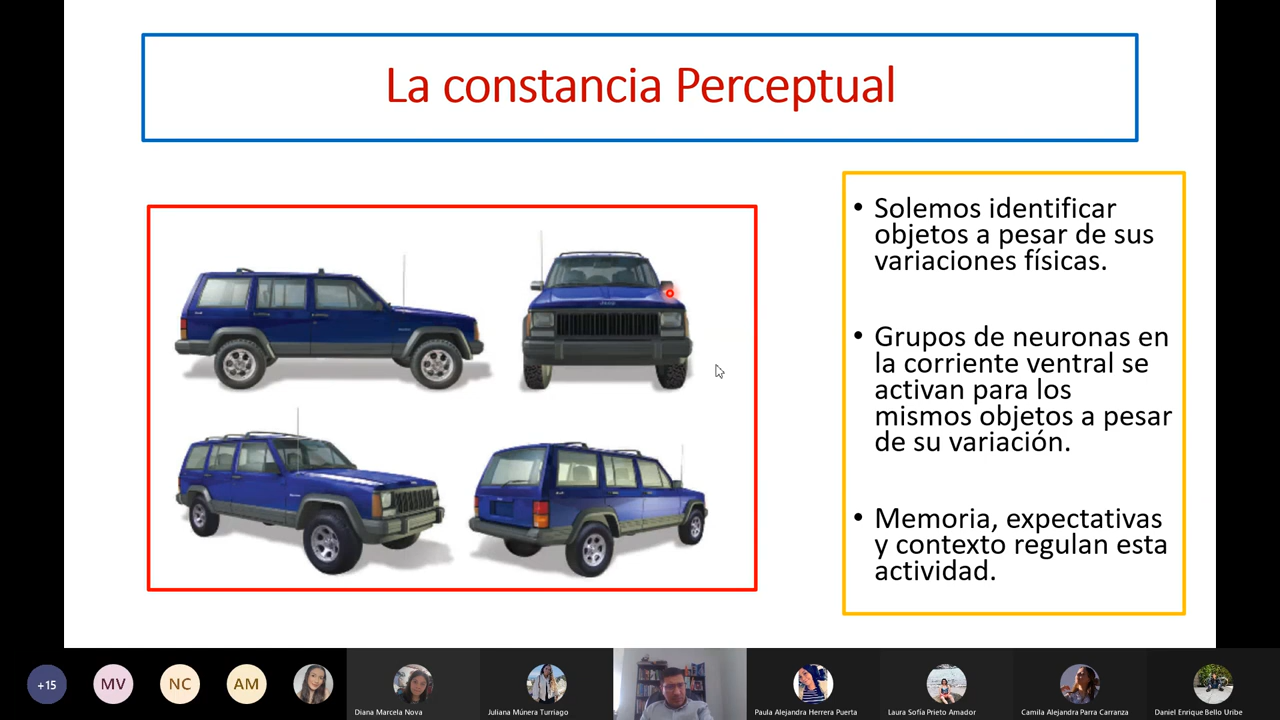 La constancia Perceptual
• Solemos identificar
objetos a pesar de sus
variaciones físicas.
• Grupos de neuronas en
la corriente ventral se
activan para los
mismos objetos a pesar
de su variación.
• Memoria, expectativas
y contexto regulan esta
actividad.
+15
MV
NC
AM
Diana Marcela Nova
Juliana Múnera Turriago
Paula Alejandra Herrera Puerta
Laura Sofía Prieto Amador
Camila Alejandra Parra Carranza
Daniel Enrique Bello Uribe